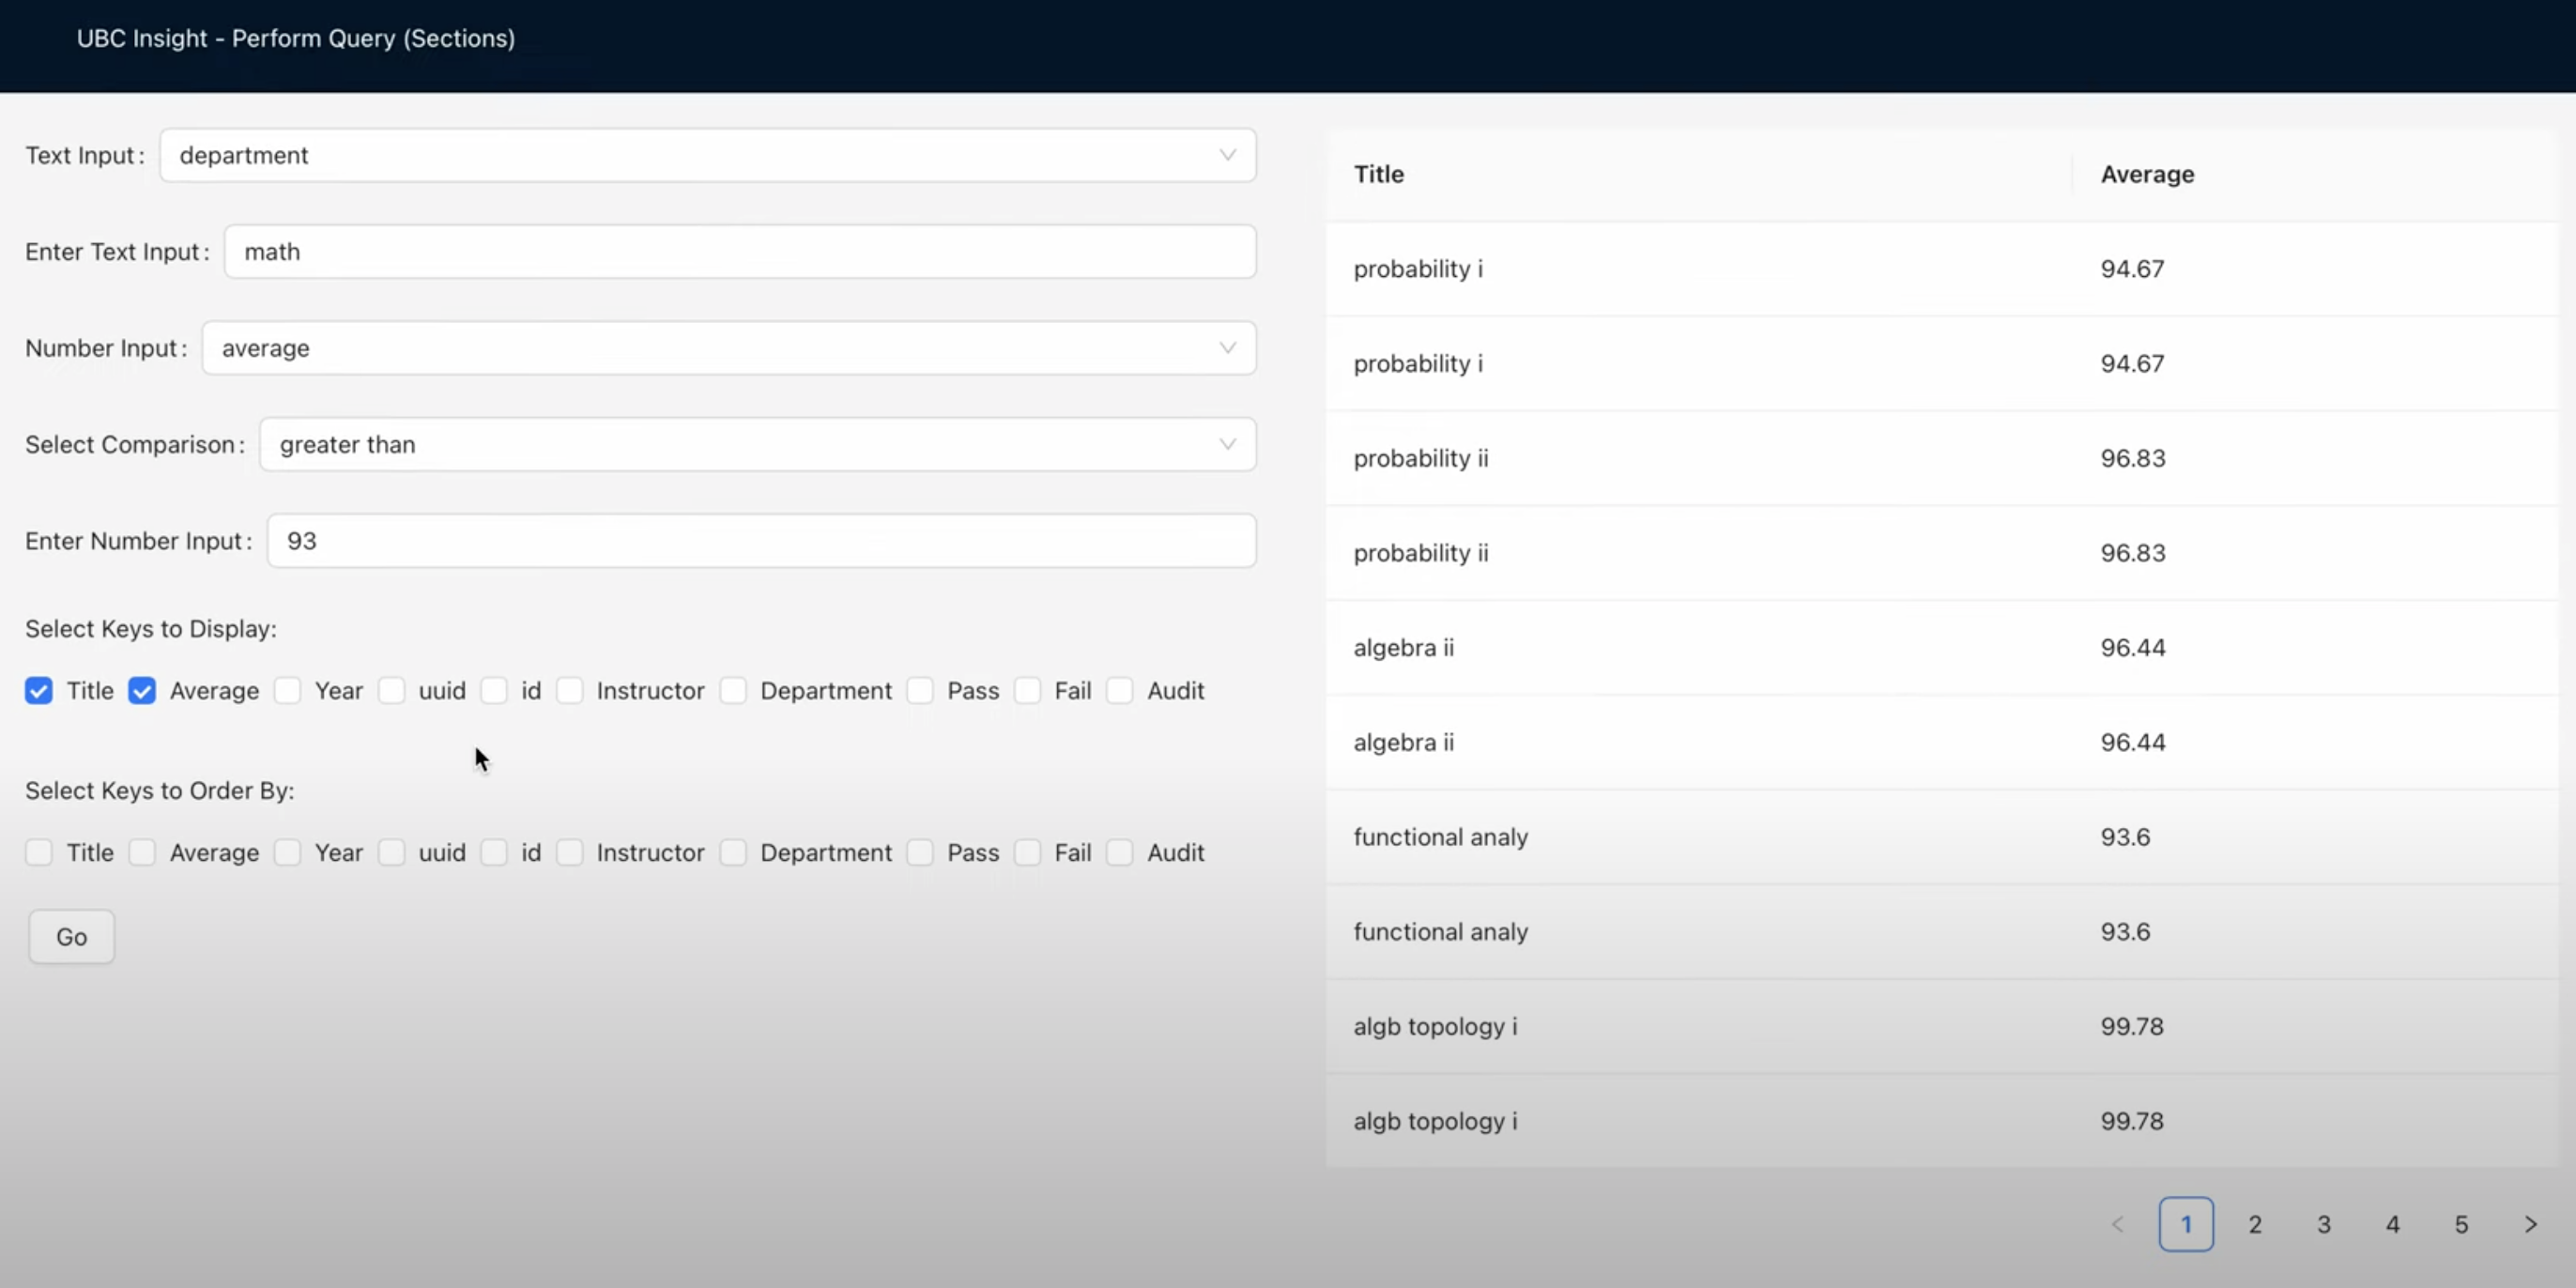 UBC Insight - Perform Query (Sections)
Text Input: department
Enter Text Input: math
Number Input: average
Select Comparison: greater than
Enter Number Input: 93
Select Keys to Display:
Title Average Year uuid id Instructor Department Pass Fail Audit
Select Keys to Order By:
Title Average Year uuid id Instructor Department Pass Fail Audit
Go
Title Average
probability i 94.67
probability i 94.67
probability ii 96.83
probability ii 96.83
algebra ii 96.44
algebra ii 96.44
functional analy 93.6
functional analy 93.6
algb topology i 99.78
algb topology i 99.78
< 1 2 3 4 5 >